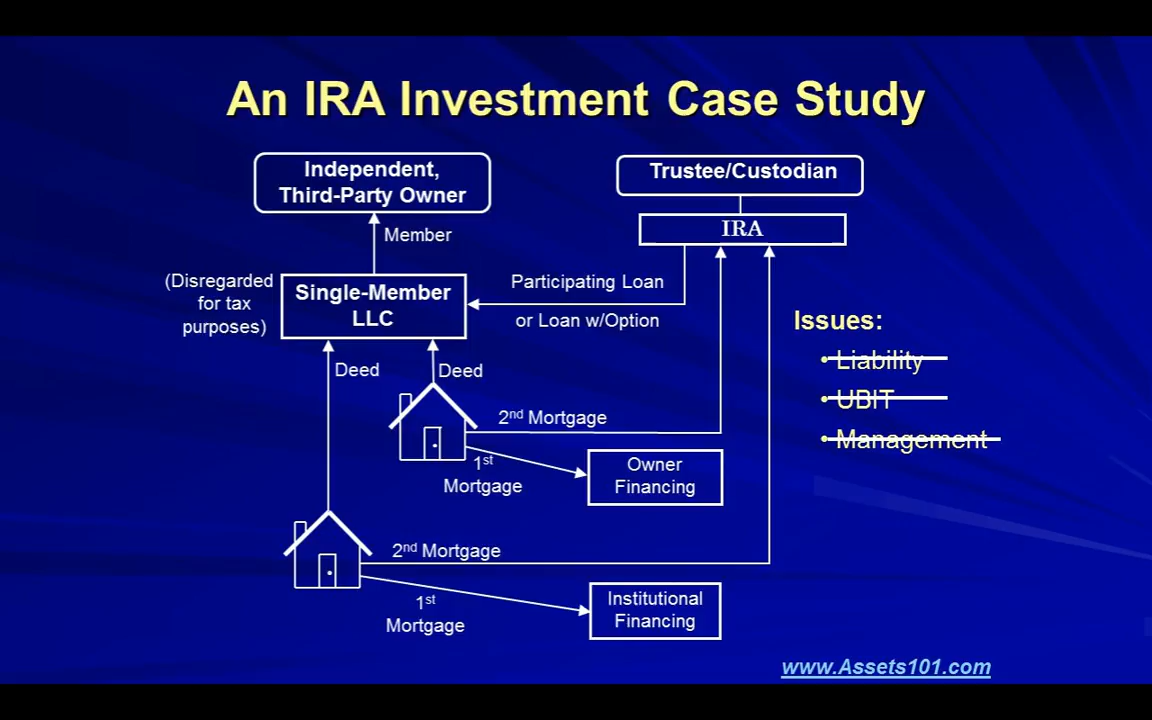 An IRA Investment Case Study
Independent,
Third-Party Owner
Trustee/Custodian
IRA
Member
(Disregarded
for tax
purposes)
Single-Member
LLC
Participating Loan
or Loan w/Option
Issues:
• Liability
• UBIT
• Management
Deed
Deed
2nd Mortgage
1st
Mortgage
Owner
Financing
2nd Mortgage
1st
Mortgage
Institutional
Financing
www.Assets101.com